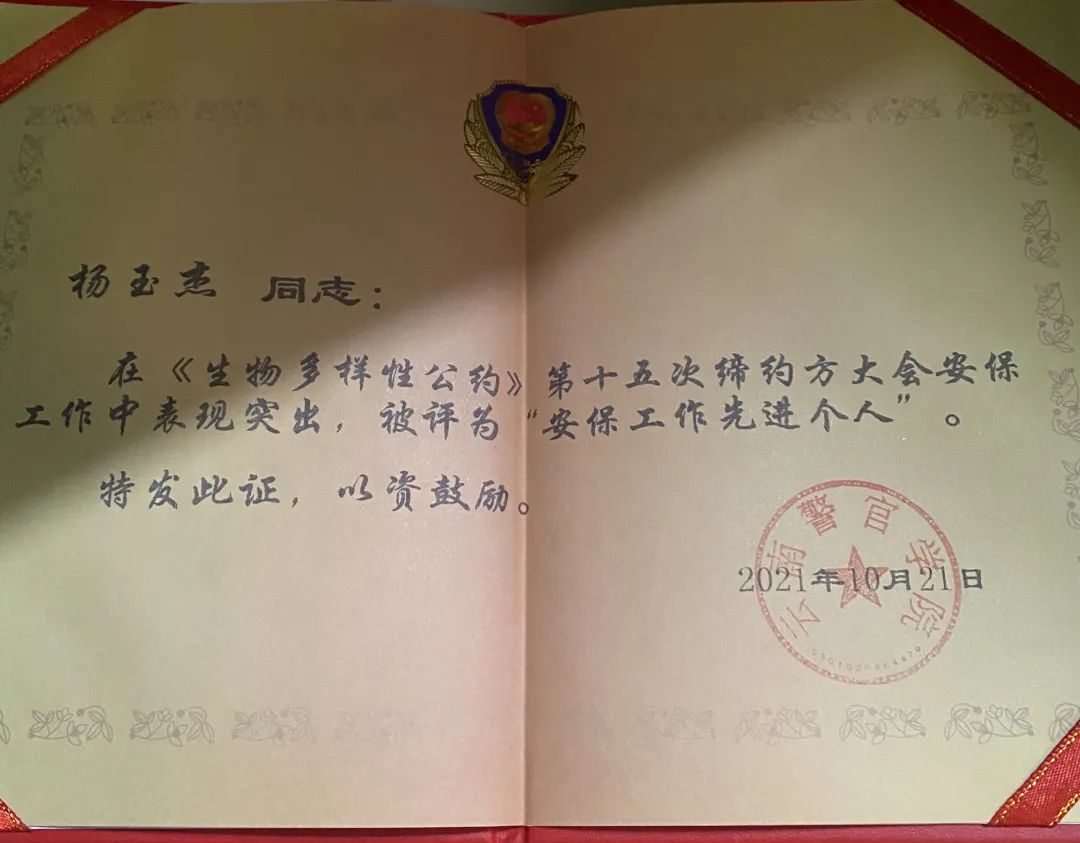 杨玉杰 同志：
在《生物多样性公约》第十五次缔约方大会安保
工作中表现突出，被评为“安保工作先进个人”。
特发此证，以资鼓励。
云南警官学院
2021年10月21日